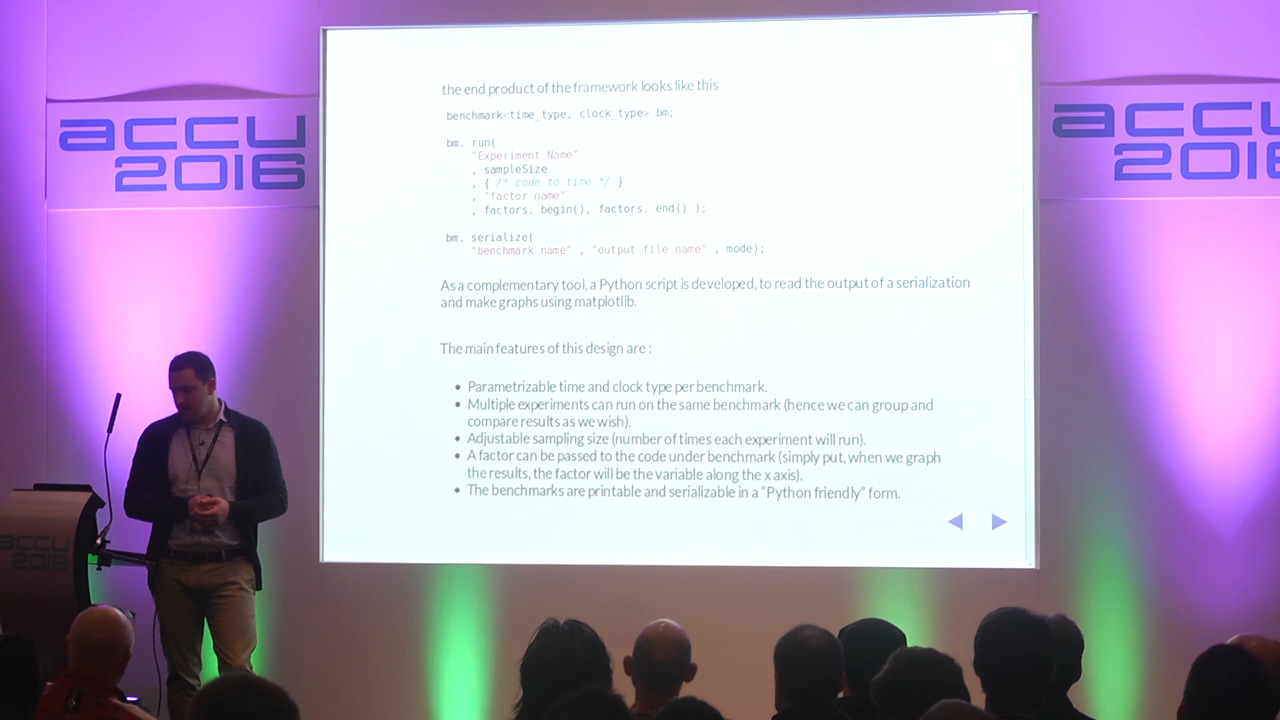 accu
2016
accu
2016
the end product of the framework looks like this
benchmark<time_type, clock_type> bm;
bm. run(
"Experiment Name"
, sampleSize
, { /* code to time */ }
, "factor name"
, factors. begin(), factors. end() );
bm. serialize(
"benchmark name" , "output file name" , mode);
As a complementary tool, a Python script is developed, to read the output of a serialization
and make graphs using matplotlib.
The main features of this design are :
• Parametrizable time and clock type per benchmark.
• Multiple experiments can run on the same benchmark (hence we can group and
compare results as we wish).
• Adjustable sampling size (number of times each experiment will run).
• A factor can be passed to the code under benchmark (simply put, when we graph
the results, the factor will be the variable along the x axis).
• The benchmarks are printable and serializable in a “Python friendly” form.
accu
2016